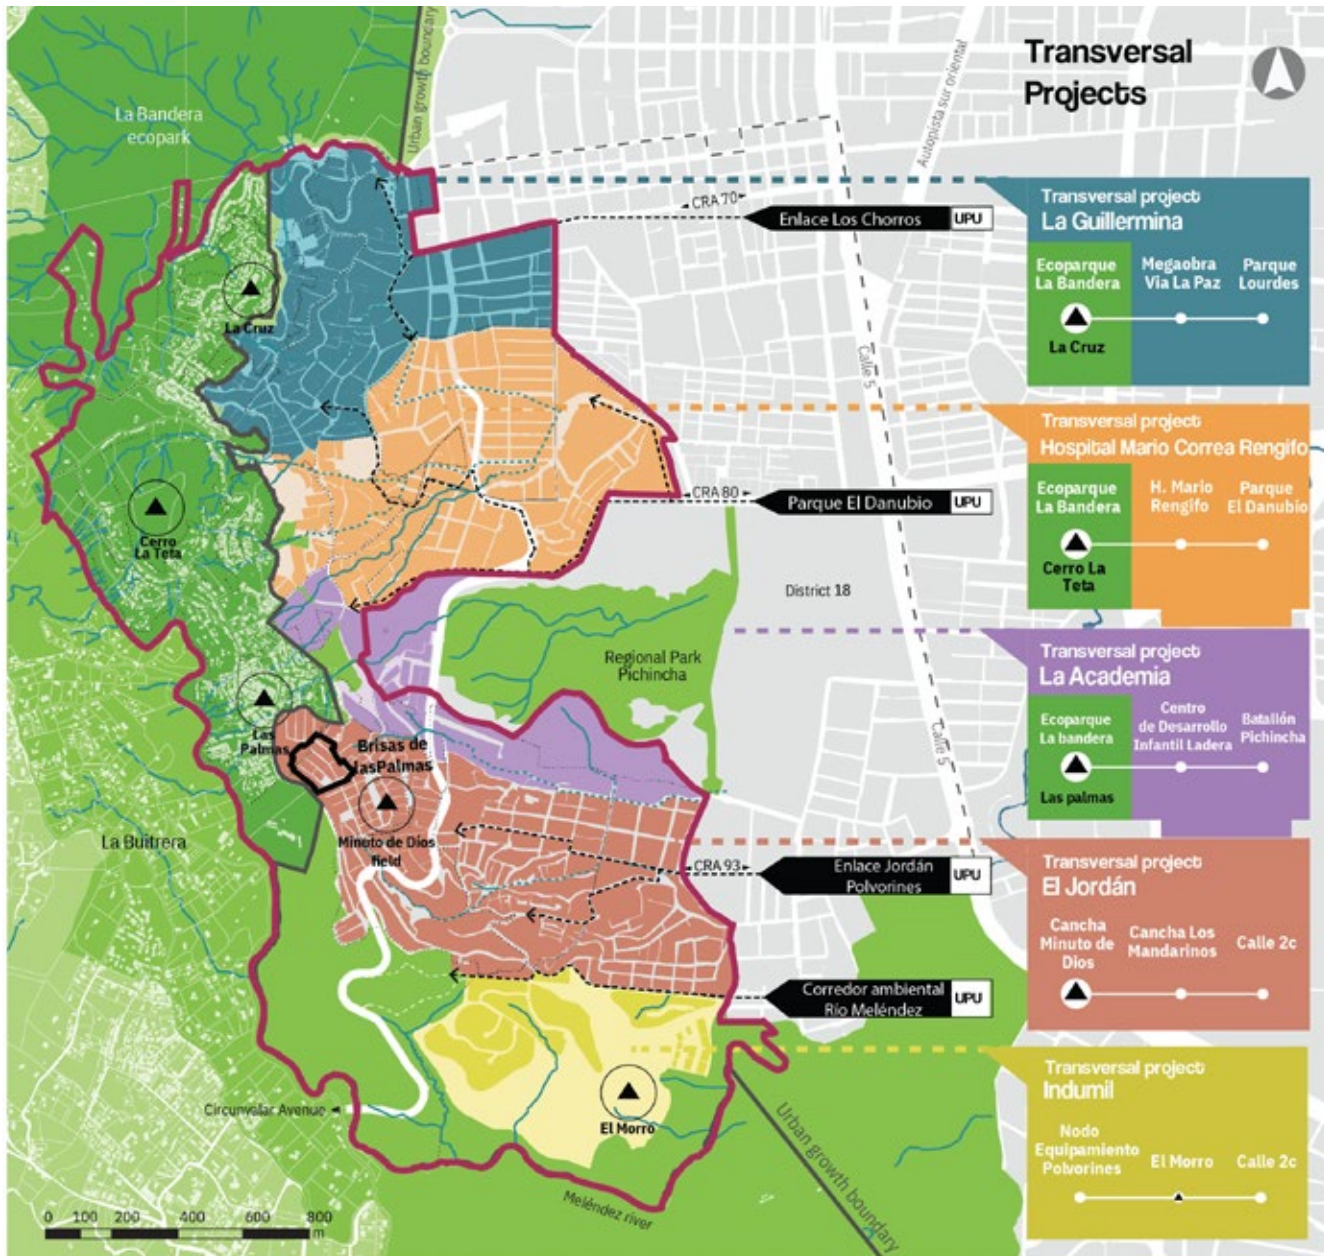 Transversal
Projects
Urban growth boundary
Autopista sur oriental
La Bandera
ecopark
CRA 70
Enlace Los Chorros UPU
Transversal project
La Guillermina
Ecoparque
La Bandera
Megaobra
Via La Paz
Parque
Lourdes
La Cruz
La Cruz
Calle 5
Transversal project
Hospital Mario Correa Rengifo
Ecoparque
La Bandera
H. Mario
Rengifo
Parque
El Danubio
Cerro La
Teta
CRA 80
Parque El Danubio UPU
Cerro
La Teta
District 18
Regional Park
Pichincha
Transversal project
La Academia
Ecoparque
La bandera
Centro
de Desarrollo
Infantil Ladera
Batallón
Pichincha
Las palmas
Las
Palmas
Brisas de
lasPalmas
Calle 5
Minuto de Dios
field
La Buitrera
CRA 93
Enlace Jordán
Polvorines
UPU
Transversal project
El Jordán
Cancha
Minuto de
Dios
Cancha Los
Mandarinos
Calle 2c
Corredor ambiental
Río Meléndez
UPU
Transversal project
Indumil
Nodo
Equipamiento
Polvorines
El Morro
Calle 2c
Circunvalar Avenue
El Morro
Urban growth boundary
Meléndez river
0 100 200 400 600 800
m